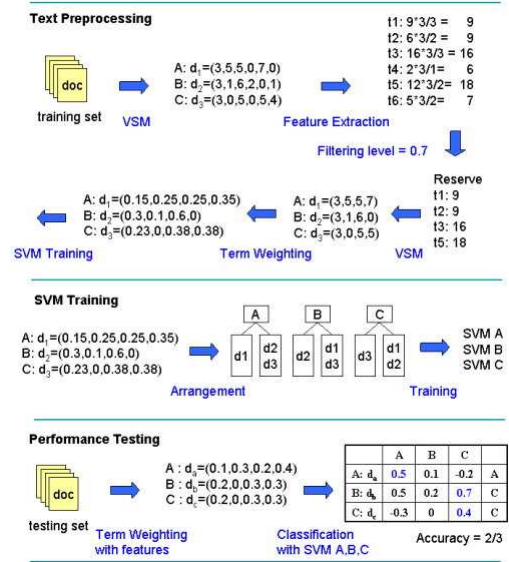 Text Preprocessing
doc
training set
VSM
A: d1=(3,5,5,0,7,0)
B: d2=(3,1,6,2,0,1)
C: d3=(3,0,5,0,5,4)
Feature Extraction
t1: 9*3/3 = 9
t2: 6*3/2 = 9
t3: 16*3/3 = 16
t4: 2*3/1= 6
t5: 12*3/2= 18
t6: 5*3/2= 7
Filtering level = 0.7
Reserve
t1: 9
t2: 9
t3: 16
t5: 18
VSM
A: d1=(3,5,5,7)
B: d2=(3,1,6,0)
C: d3=(3,0,5,5)
Term Weighting
A: d1=(0.15,0.25,0.25,0.35)
B: d2=(0.3,0.1,0.6,0)
C: d3=(0.23,0,0.38,0.38)
SVM Training
SVM Training
A: d1=(0.15,0.25,0.25,0.35)
B: d2=(0.3,0.1,0.6,0)
C: d3=(0.23,0,0.38,0.38)
Arrangement
A B C
d1 d2 d3
d2 d1 d3
d3 d1 d2
Training
SVM A
SVM B
SVM C
Performance Testing
doc
testing set
Term Weighting
with features
A : da=(0.1,0.3,0.2,0.4)
B : db=(0.2,0,0.3,0.3)
C : dc=(0.2,0,0.3,0.3)
Classification
with SVM A,B,C
A B C
A: da 0.5 0.1 -0.2 A
B: db 0.5 0.2 0.7 C
C: dc -0.3 0 0.4 C
Accuracy = 2/3